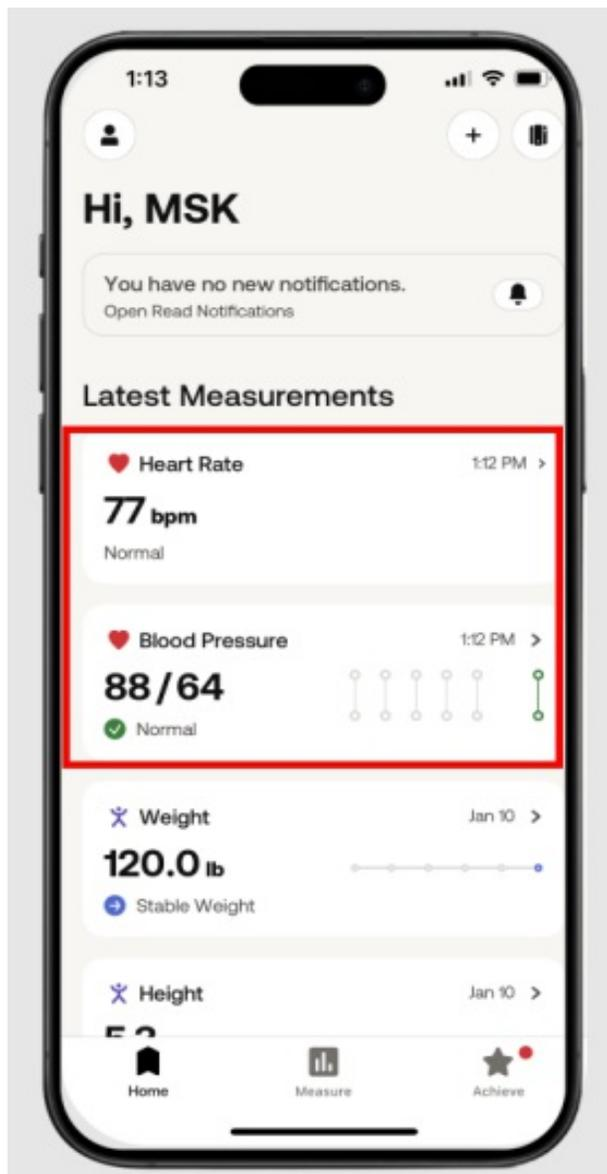 1:13
+
Hi, MSK
You have no new notifications.
Open Read Notifications
Latest Measurements
Heart Rate 1:12 PM >
77 bpm
Normal
Blood Pressure 1:12 PM >
88/64
Normal
Weight Jan 10 >
120.0 lb
Stable Weight
Height Jan 10 >
Home Measure Achieve